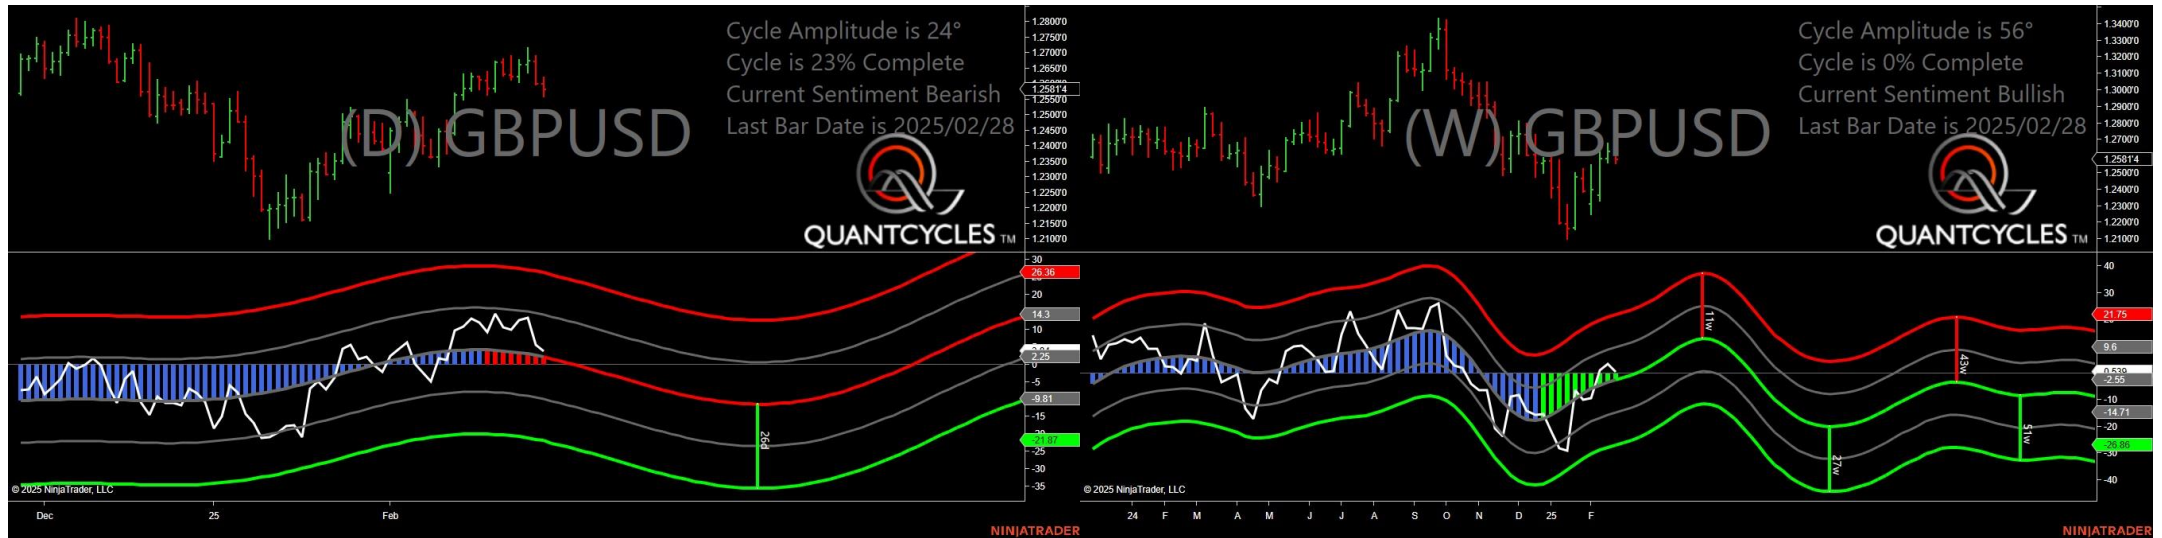 Cycle Amplitude is 24°
Cycle is 23% Complete
Current Sentiment Bearish
Last Bar Date is 2025/02/28
(D) GBPUSD
QUANTCYCLES TM
1.2800'0
1.2750'0
1.2700'0
1.2650'0
1.2581'4
1.2550'0
1.2500'0
1.2450'0
1.2400'0
1.2350'0
1.2300'0
1.2250'0
1.2200'0
1.2150'0
1.2100'0
30
26.36
20
14.3
10
2.25
0
-5
-9.81
-15
-21.87
-25
-30
-35
26d
© 2025 NinjaTrader, LLC
Dec
25
Feb
NINJATRADER
Cycle Amplitude is 56°
Cycle is 0% Complete
Current Sentiment Bullish
Last Bar Date is 2025/02/28
(W) GBPUSD
QUANTCYCLES TM
1.3400'0
1.3300'0
1.3200'0
1.3100'0
1.3000'0
1.2900'0
1.2800'0
1.2700'0
1.2581'4
1.2500'0
1.2400'0
1.2300'0
1.2200'0
1.2100'0
40
30
21.75
9.6
0.539
-2.55
-10
-14.71
-20
-26.86
-30
-40
11w
27w
43w
51w
© 2025 NinjaTrader, LLC
24
F
M
A
M
J
J
A
S
O
N
D
25
F
NINJATRADER